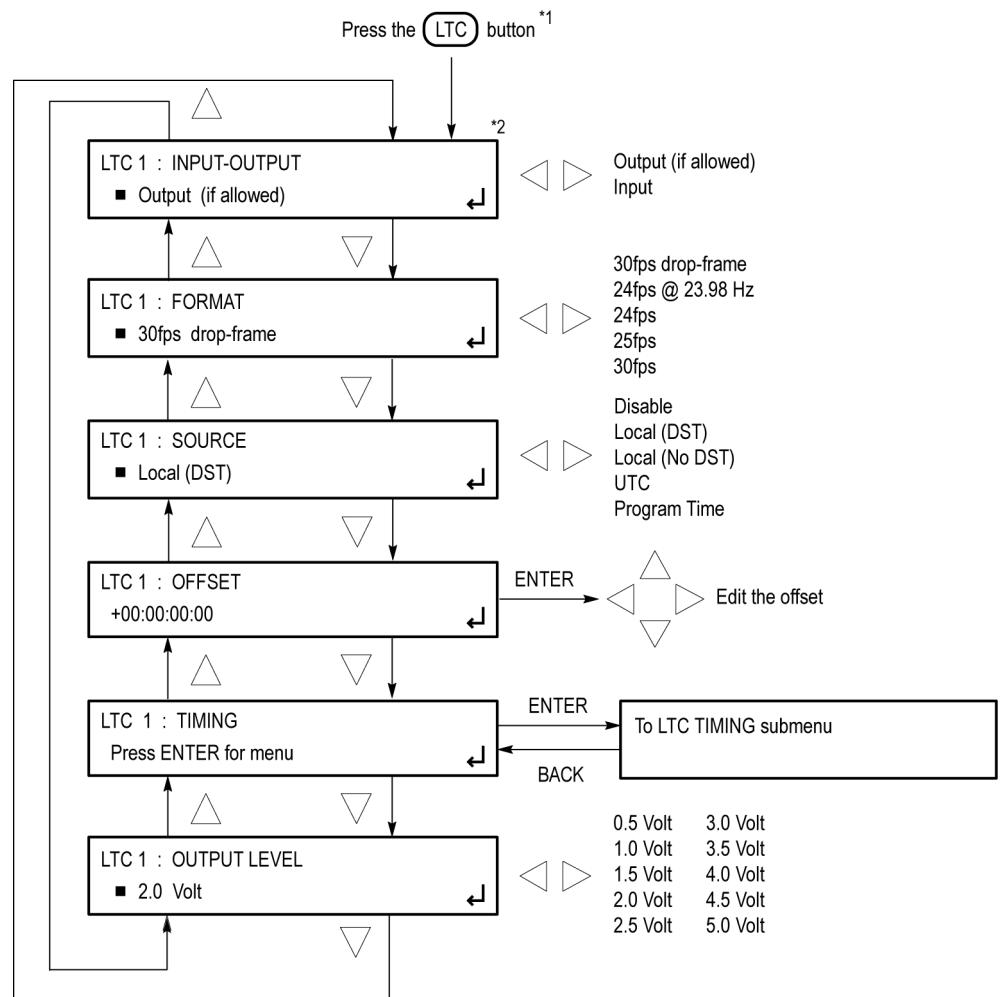 Press the LTC button *1
*2
LTC 1 : INPUT-OUTPUT
■ Output (if allowed)
Output (if allowed)
Input
LTC 1 : FORMAT
■ 30fps drop-frame
30fps drop-frame
24fps @ 23.98 Hz
24fps
25fps
30fps
LTC 1 : SOURCE
■ Local (DST)
Disable
Local (DST)
Local (No DST)
UTC
Program Time
LTC 1 : OFFSET
+00:00:00:00
ENTER
Edit the offset
LTC 1 : TIMING
Press ENTER for menu
ENTER
BACK
To LTC TIMING submenu
LTC 1 : OUTPUT LEVEL
■ 2.0 Volt
0.5 Volt 3.0 Volt
1.0 Volt 3.5 Volt
1.5 Volt 4.0 Volt
2.0 Volt 4.5 Volt
2.5 Volt 5.0 Volt